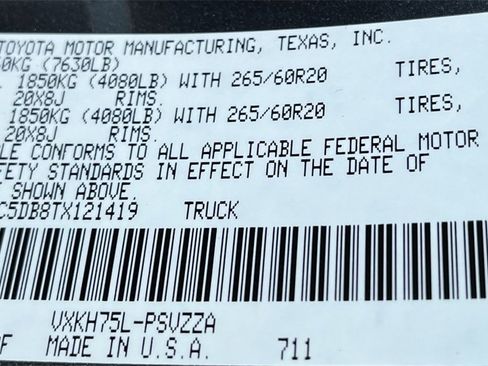 TOYOTA MOTOR MANUFACTURING, TEXAS, INC.
60KG (7630LB)
1850KG (4080LB) WITH 265/60R20 TIRES,
20X8J RIMS.
1850KG (4080LB) WITH 265/60R20 TIRES,
20X8J RIMS.
LE CONFORMS TO ALL APPLICABLE FEDERAL MOTOR
FETY STANDARDS IN EFFECT ON THE DATE OF
SHOWN ABOVE.
C5DB8TX121419 TRUCK
VXKH75L-PSVZZA
MADE IN U.S.A. 711